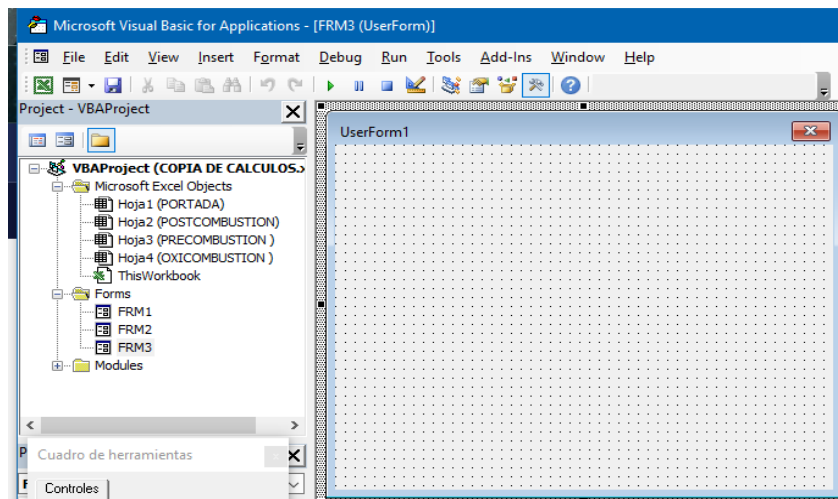 Microsoft Visual Basic for Applications - [FRM3 (UserForm)]
File Edit View Insert Format Debug Run Tools Add-Ins Window Help
Project - VBAProject
UserForm1
VBAProject (COPIA DE CALCULOS.x
Microsoft Excel Objects
Hoja1 (PORTADA)
Hoja2 (POSTCOMBUSTION)
Hoja3 (PRECOMBUSTION )
Hoja4 (OXICOMBUSTION )
ThisWorkbook
Forms
FRM1
FRM2
FRM3
Modules
P
Cuadro de herramientas
F
Controles